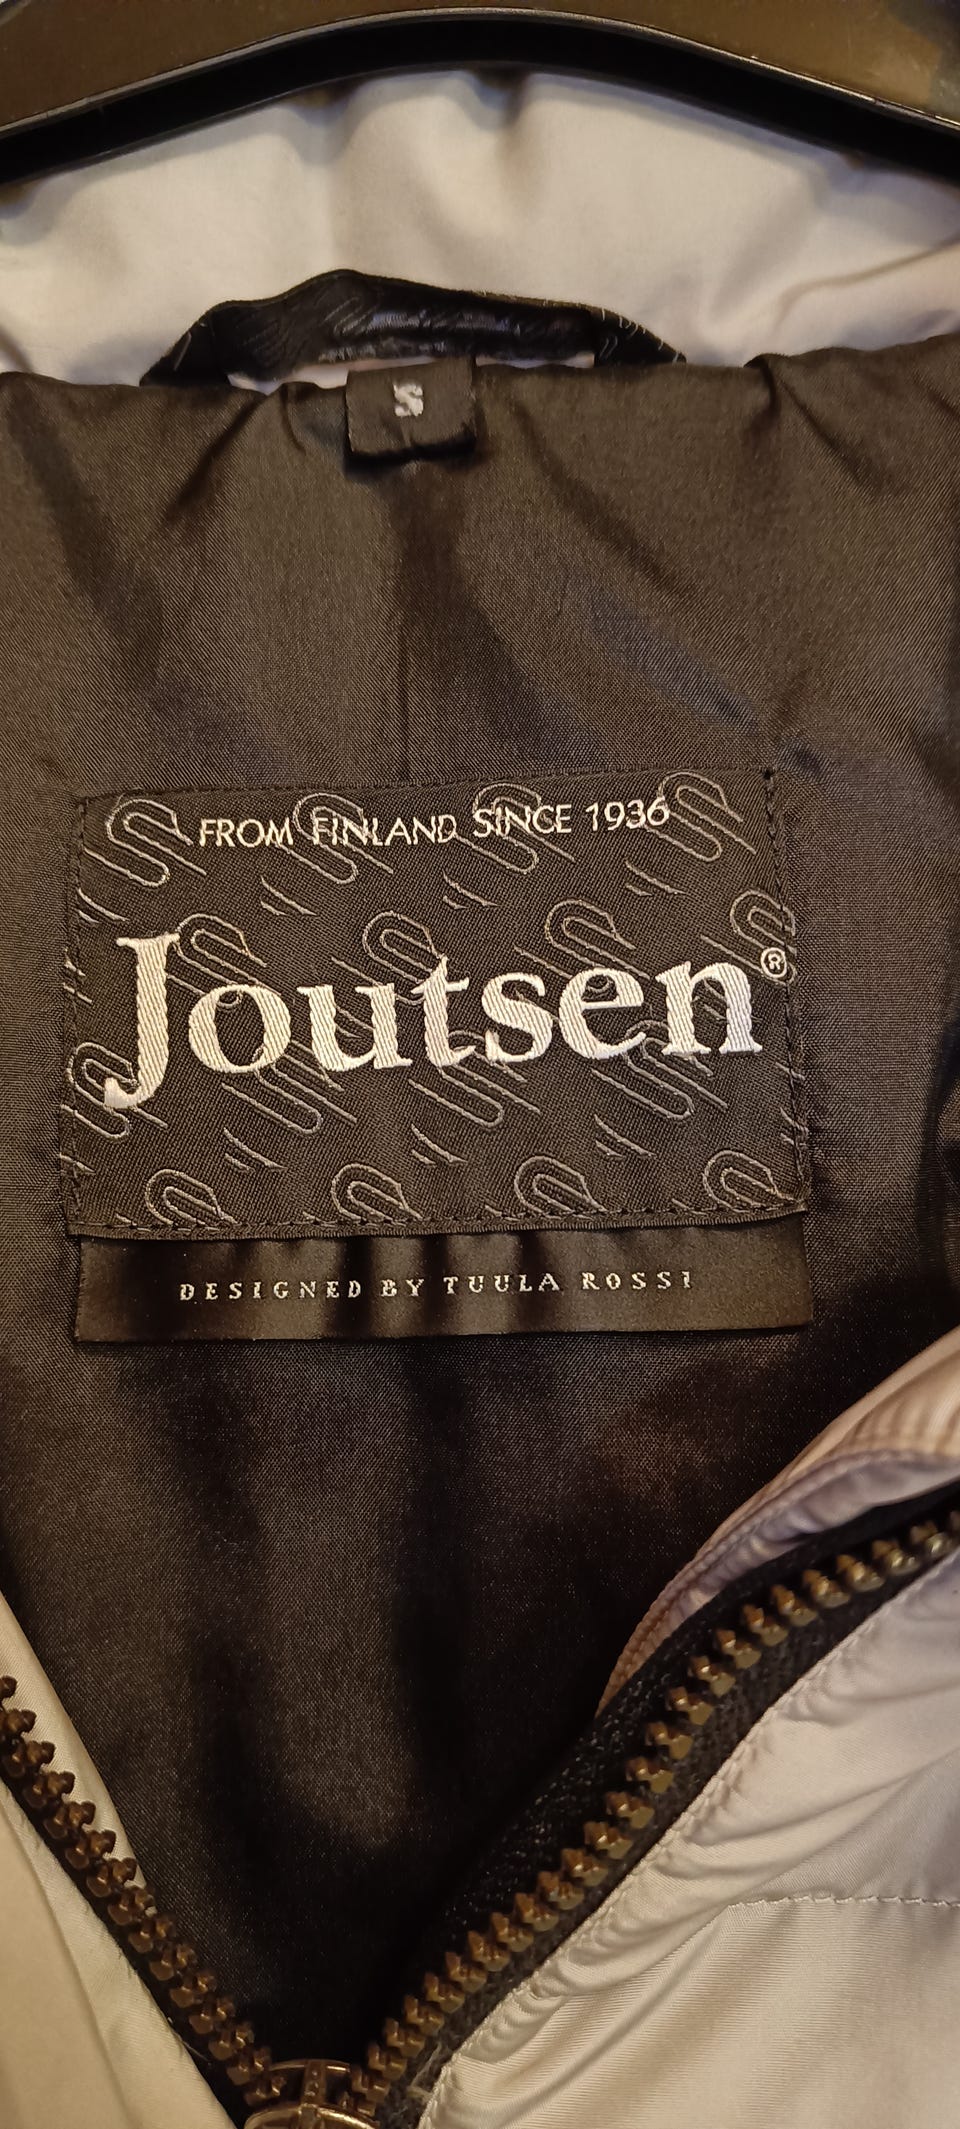 S
FROM FINLAND SINCE 1936
Joutsen®
DESIGNED BY TUULA ROSSI